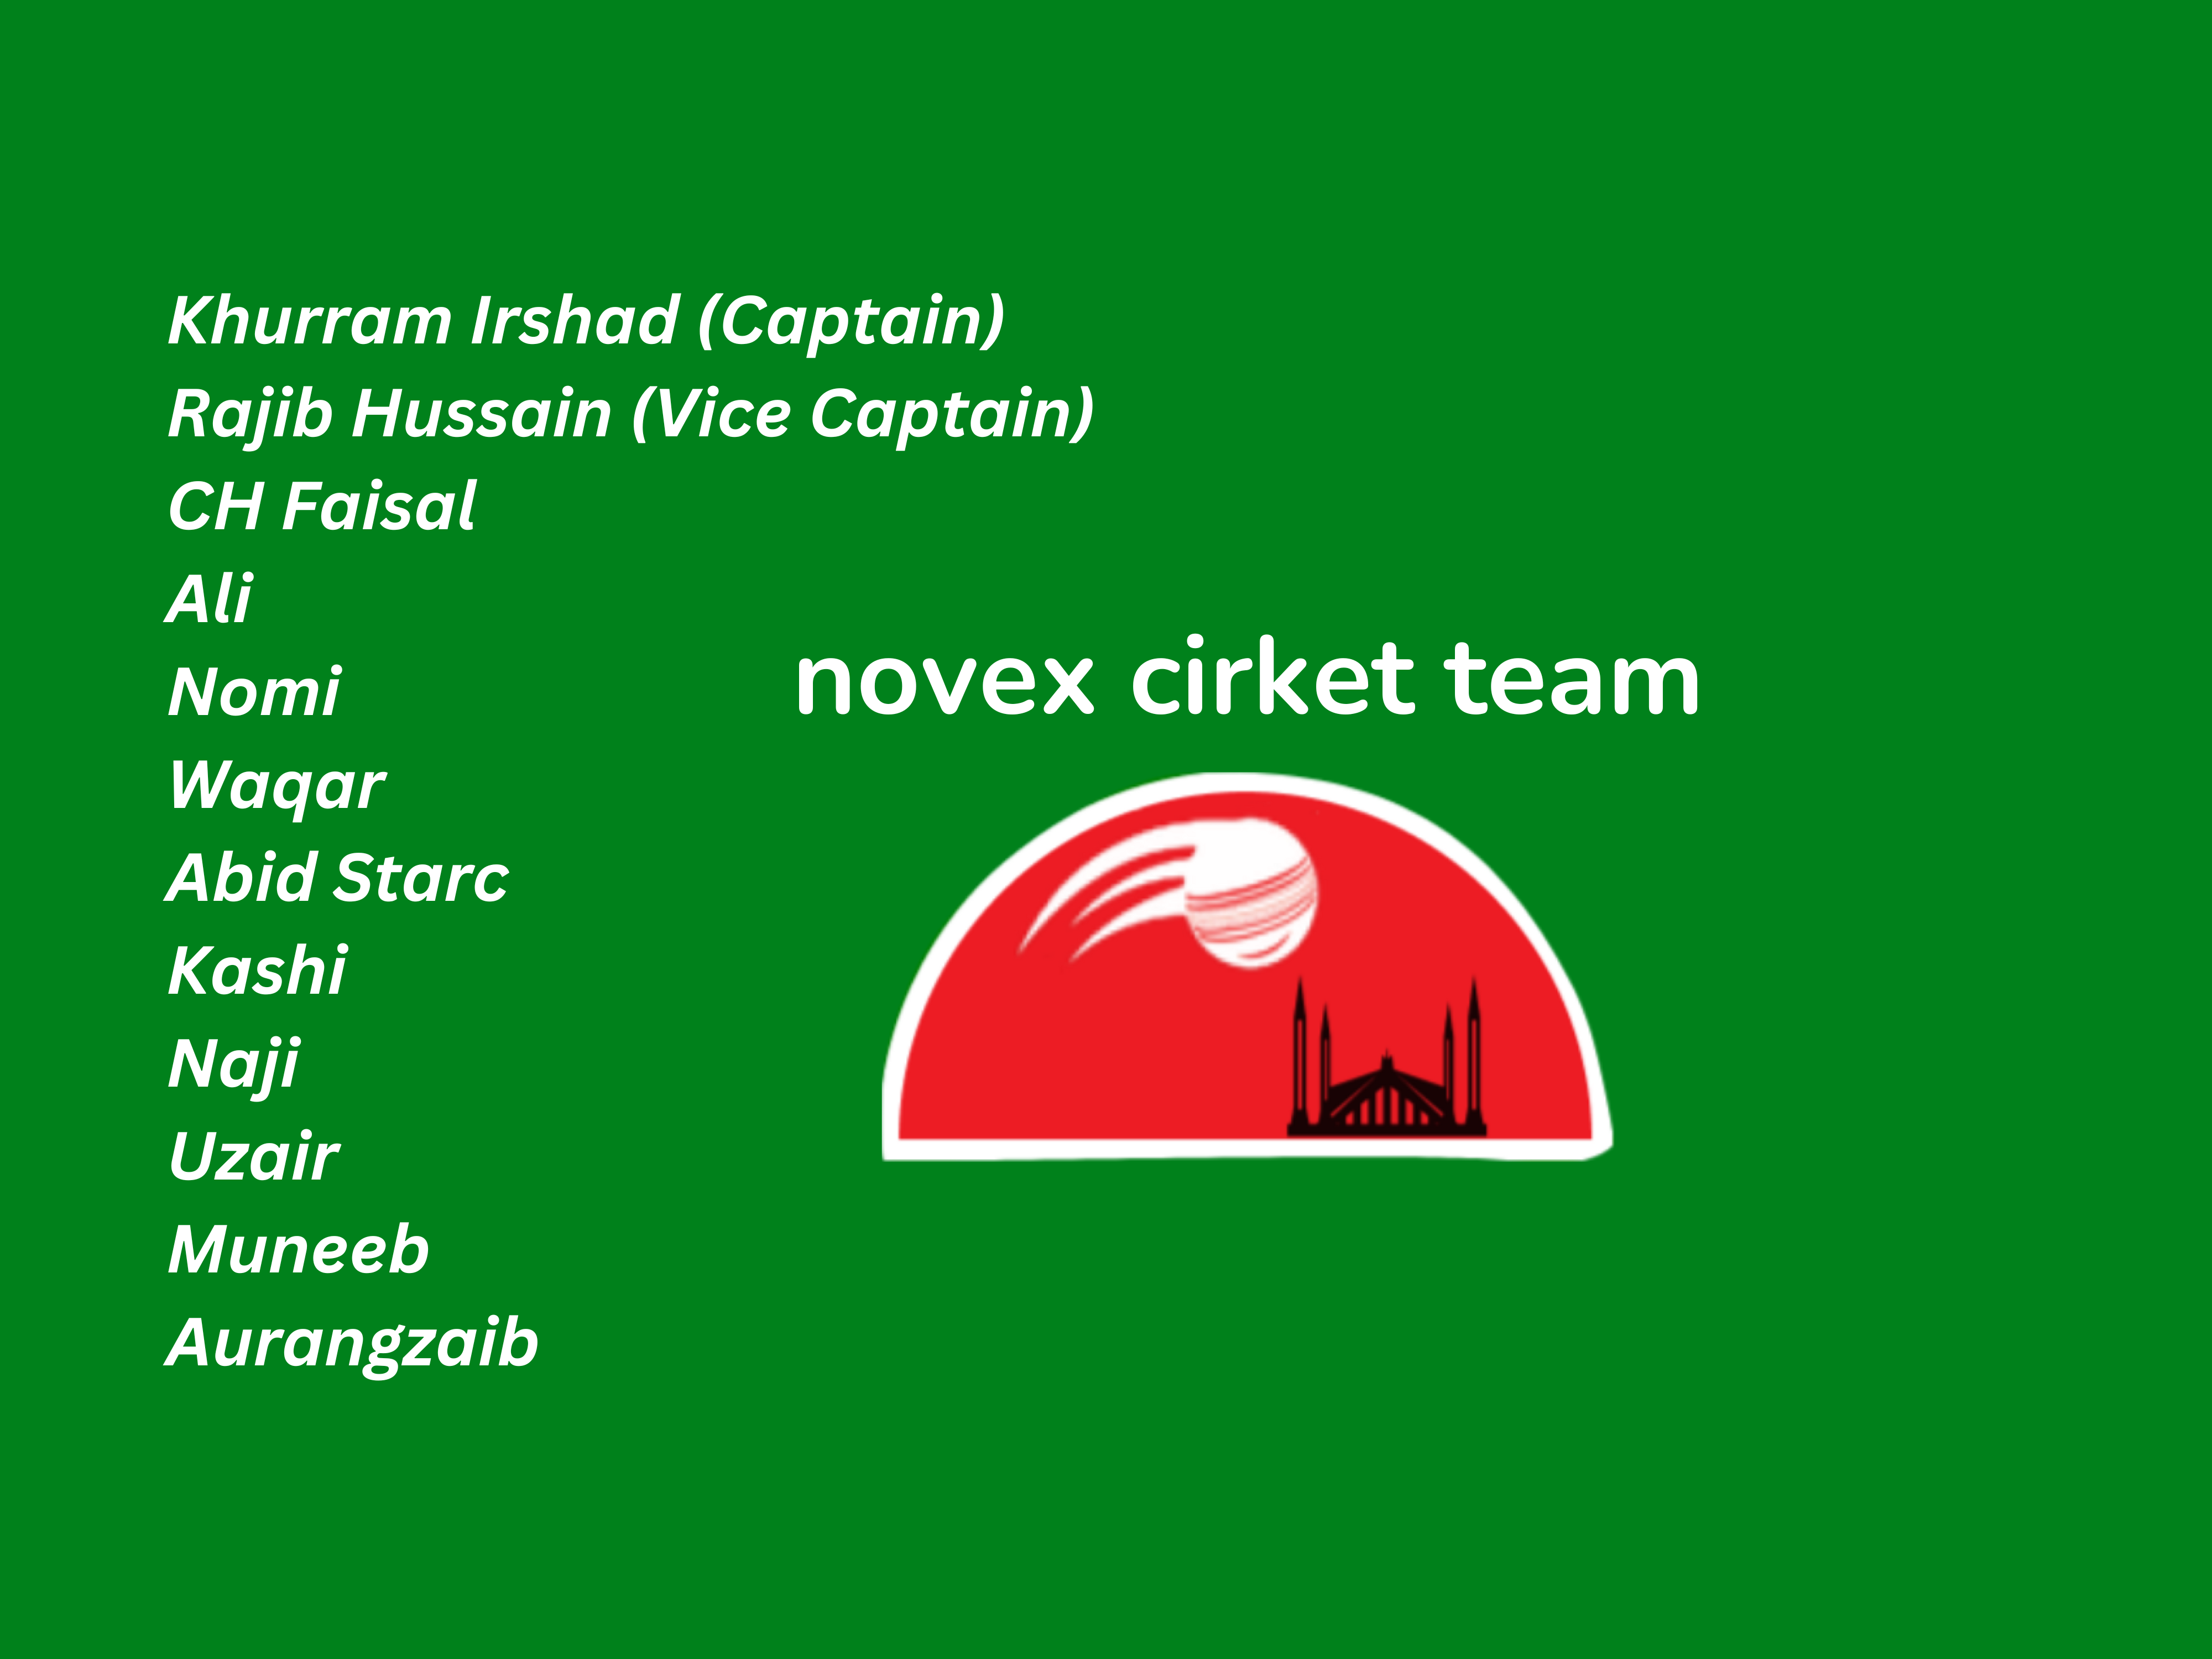 Khurram Irshad (Captain)
Rajib Hussain (Vice Captain)
CH Faisal
Ali
Nomi
Waqar
Abid Starc
Kashi
Naji
Uzair
Muneeb
Aurangzaib
novex cirket team